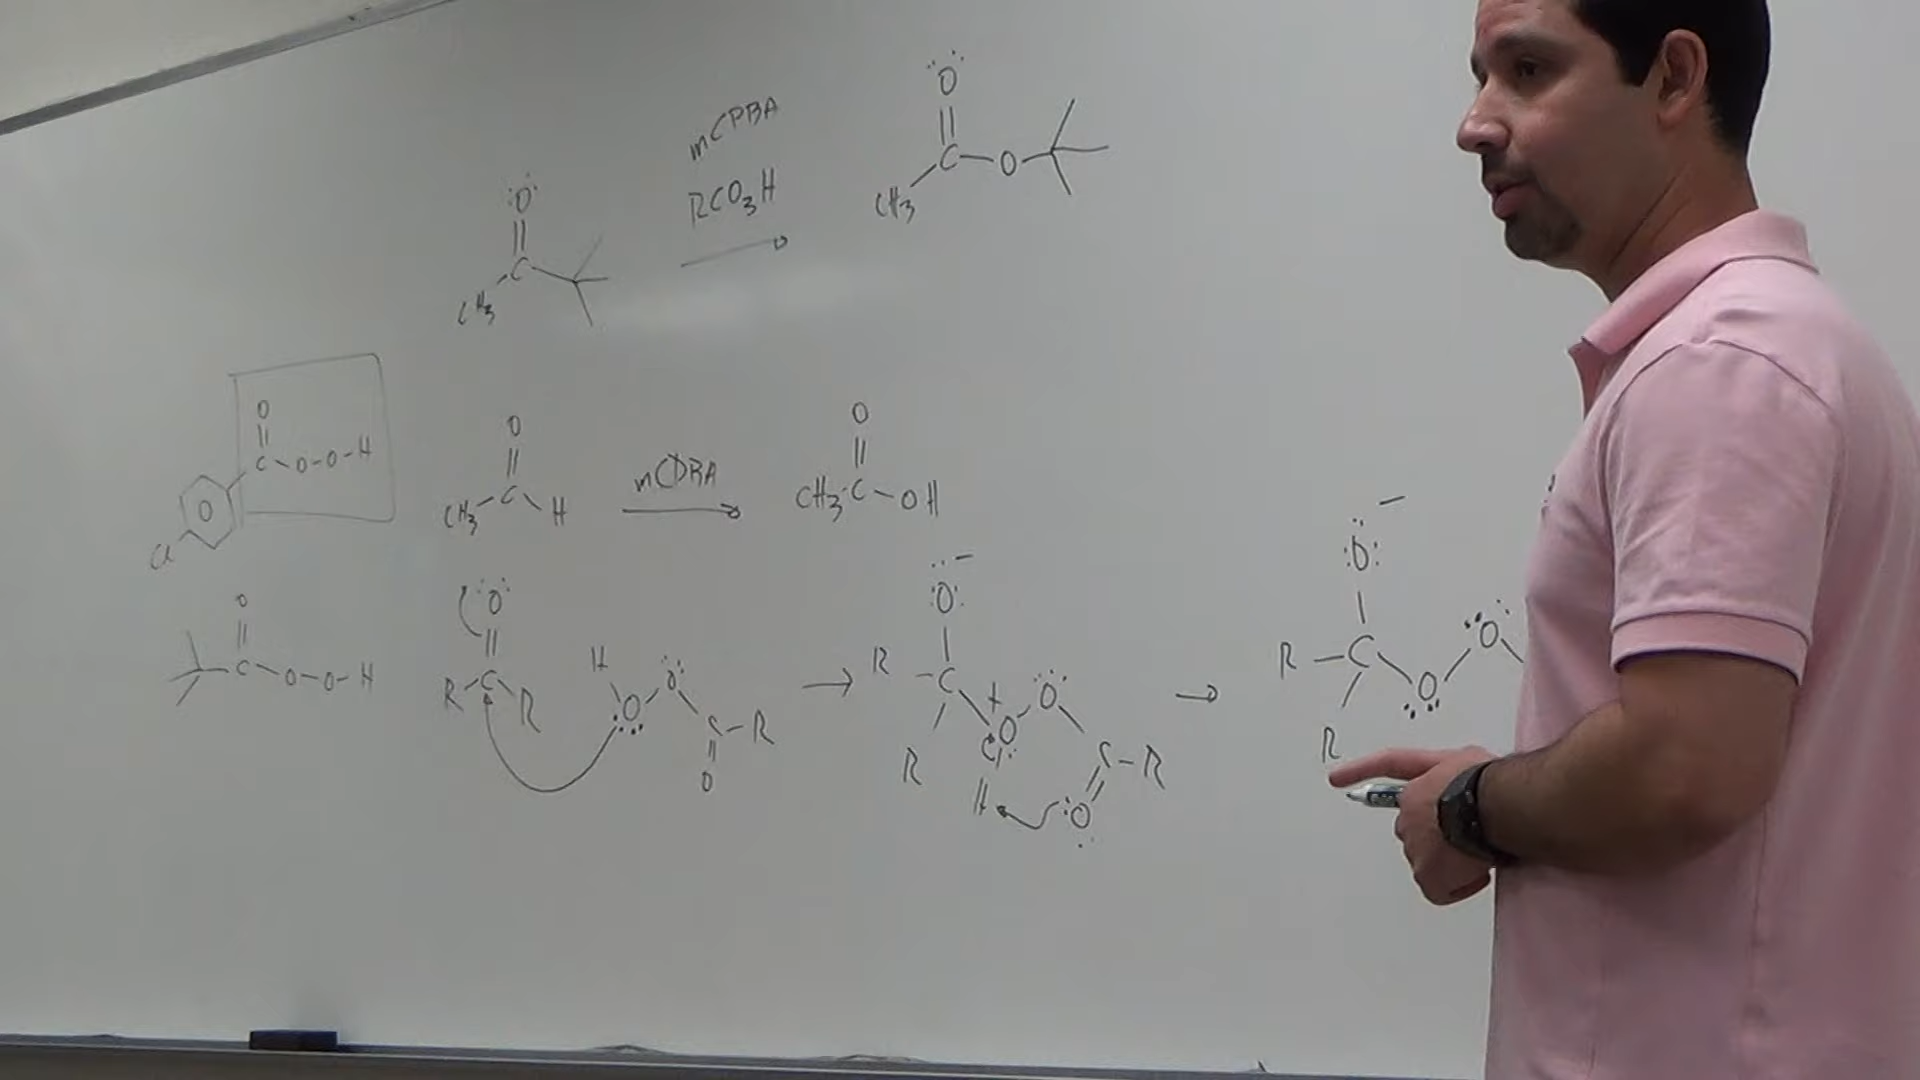 O
mCPBA
RCO3H
O
C O
CH3
O
C
CH3
O
C O-O-H
O
Cl
O
CH3 C H
mCPBA
O
CH3 C OH
O
C O-O-H
O
R C R
H O O
C R
O
O −
R C
R
+
O O
C R
H O
O −
R C O O
R